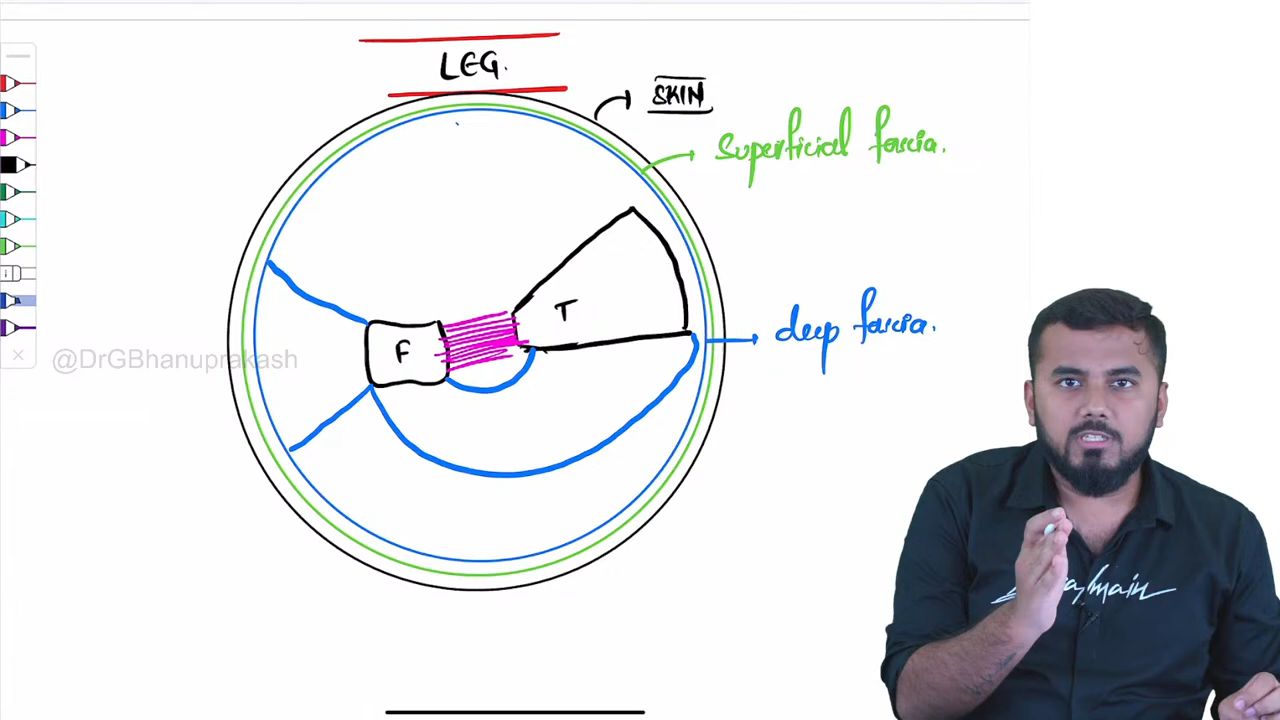 LEG.
SKIN
Superficial fascia.
T
F
deep fascia.
@DrGBhanuprakash